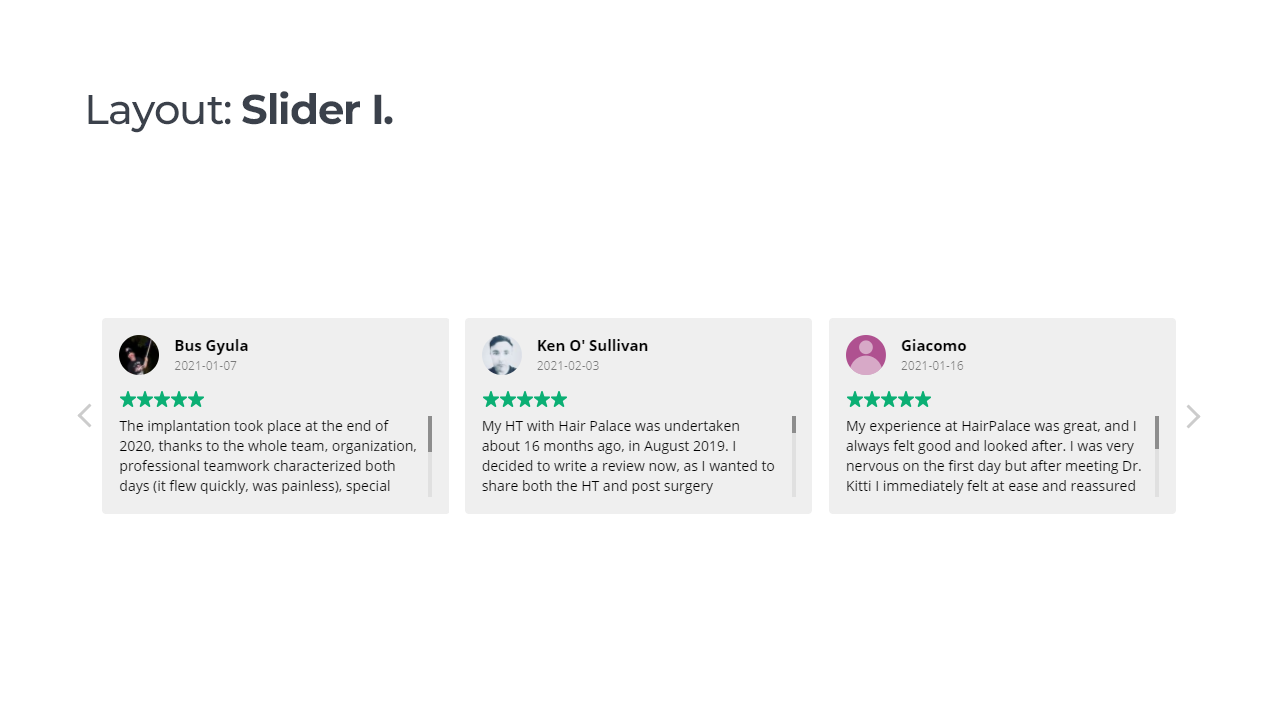 Layout: Slider I.
Bus Gyula
2021-01-07
The implantation took place at the end of
2020, thanks to the whole team, organization,
professional teamwork characterized both
days (it flew quickly, was painless), special
Ken O' Sullivan
2021-02-03
My HT with Hair Palace was undertaken
about 16 months ago, in August 2019. I
decided to write a review now, as I wanted to
share both the HT and post surgery
Giacomo
2021-01-16
My experience at HairPalace was great, and I
always felt good and looked after. I was very
nervous on the first day but after meeting Dr.
Kitti I immediately felt at ease and reassured